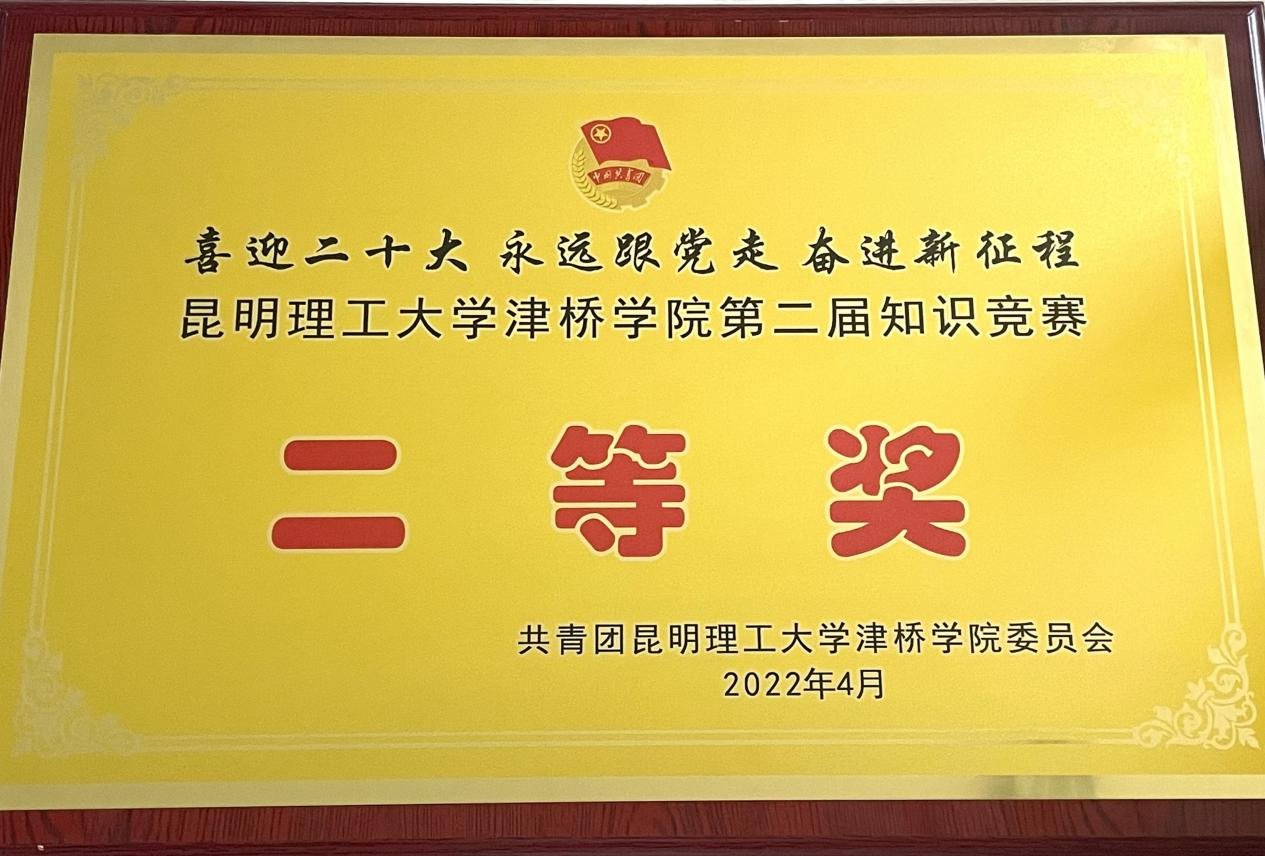 中国共青团
喜迎二十大 永远跟党走 奋进新征程
昆明理工大学津桥学院第二届知识竞赛
二等奖
共青团昆明理工大学津桥学院委员会
2022年4月